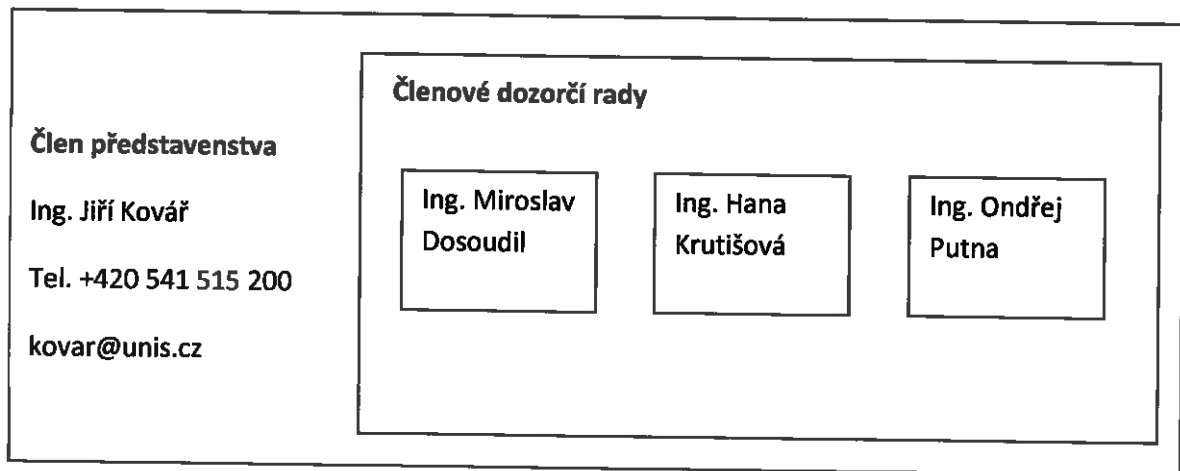 Člen představenstva
Ing. Jiří Kovář
Tel. +420 541 515 200
kovar@unis.cz
Členové dozorčí rady
Ing. Miroslav
Dosoudil
Ing. Hana
Krutišová
Ing. Ondřej
Putna